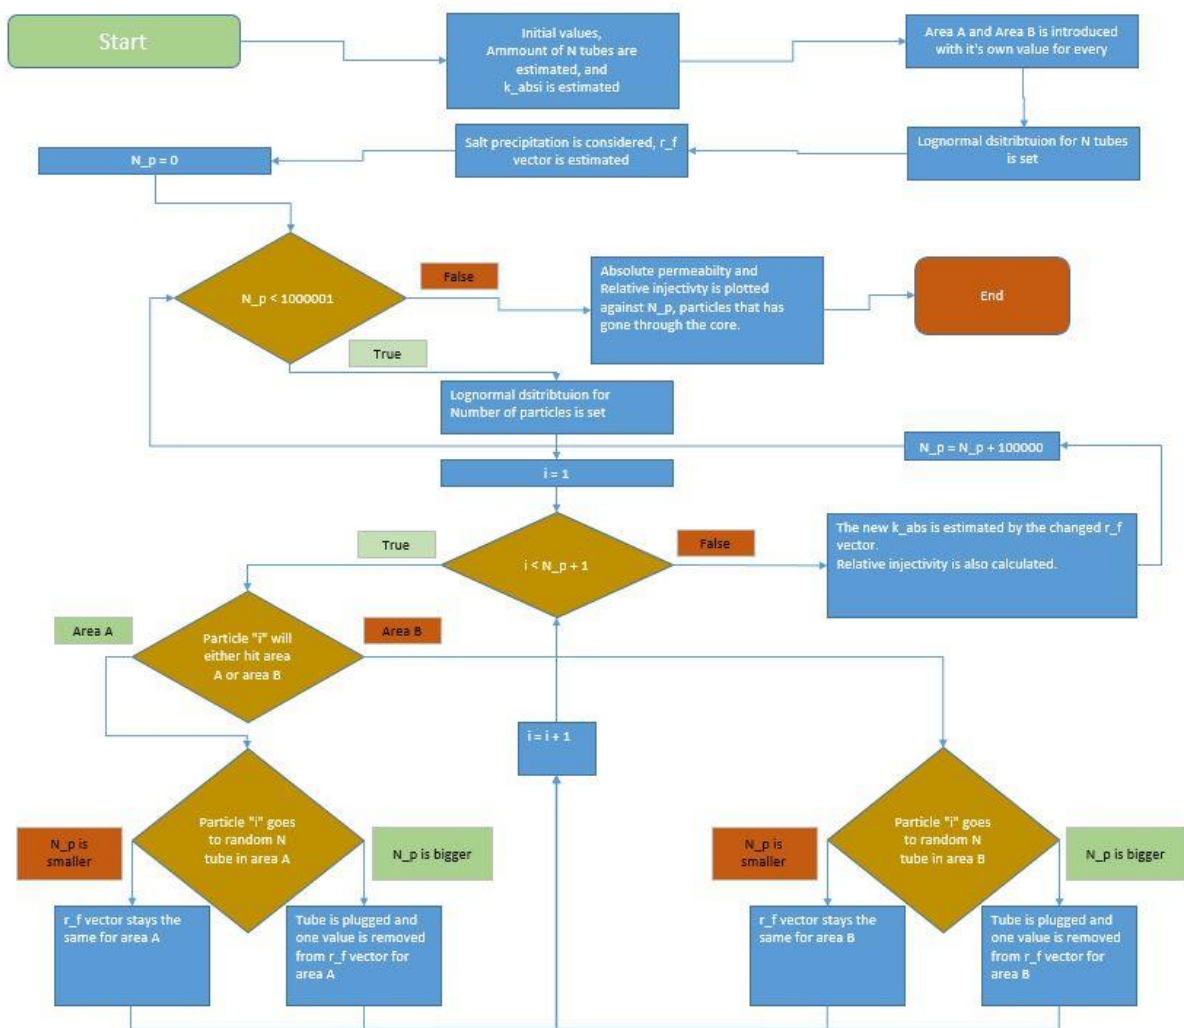 Start
Initial values,
Ammount of N tubes are
estimated, and
k_absi is estimated
Area A and Area B is introduced
with it's own value for every
Lognormal dsitribtuion for N tubes
is set
Salt precipitation is considered, r_f
vector is estimated
N_p = 0
N_p < 1000001
False
Absolute permeabilty and
Relative injectivty is plotted
against N_p, particles that has
gone through the core.
End
True
Lognormal dsitribtuion for
Number of particles is set
N_p = N_p + 100000
i = 1
True
i < N_p + 1
False
The new k_abs is estimated by the changed r_f
vector.
Relative injectivity is also calculated.
Area A
Particle "i" will
either hit area
A or area B
Area B
i = i + 1
N_p is
smaller
Particle "i" goes
to random N
tube in area A
N_p is bigger
N_p is
smaller
Particle "i" goes
to random N
tube in area B
N_p is bigger
r_f vector stays the
same for area A
Tube is plugged and
one value is removed
from r_f vector for
area A
r_f vector stays the
same for area B
Tube is plugged and
one value is removed
from r_f vector for
area B